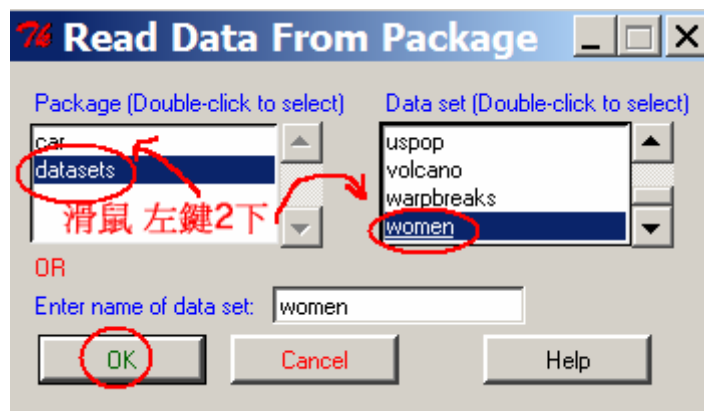 Read Data From Package
Package (Double-click to select)
Data set (Double-click to select)
car
datasets
uspop
volcano
warpbreaks
women
滑鼠 左鍵2下
OR
Enter name of data set: women
OK Cancel Help